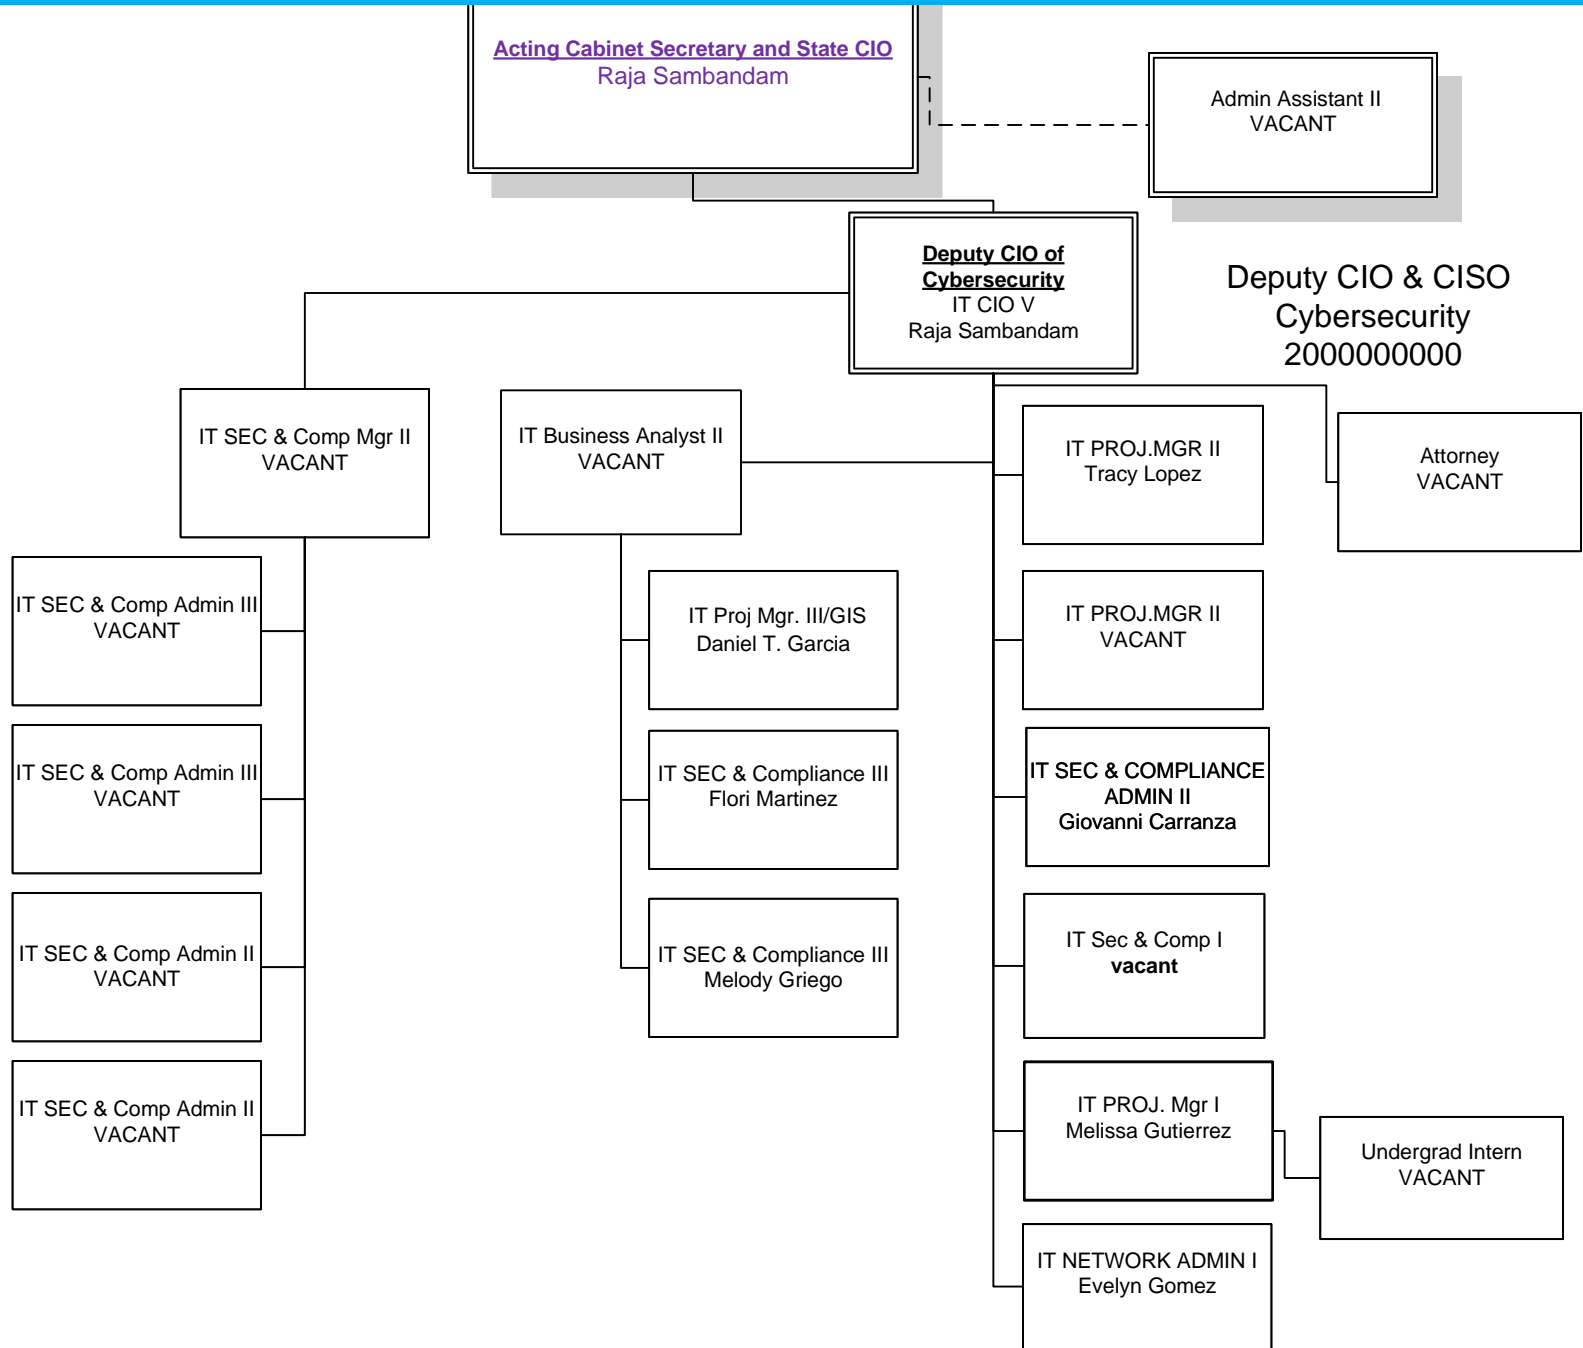 Acting Cabinet Secretary and State CIO
Raja Sambandam
Admin Assistant II
VACANT
Deputy CIO of
Cybersecurity
IT CIO V
Raja Sambandam
Deputy CIO & CISO
Cybersecurity
2000000000
IT SEC & Comp Mgr II
VACANT
IT Business Analyst II
VACANT
IT PROJ.MGR II
Tracy Lopez
Attorney
VACANT
IT SEC & Comp Admin III
VACANT
IT Proj Mgr. III/GIS
Daniel T. Garcia
IT PROJ.MGR II
VACANT
IT SEC & Comp Admin III
VACANT
IT SEC & Compliance III
Flori Martinez
IT SEC & COMPLIANCE
ADMIN II
Giovanni Carranza
IT SEC & Comp Admin II
VACANT
IT SEC & Compliance III
Melody Griego
IT Sec & Comp I
vacant
IT SEC & Comp Admin II
VACANT
IT PROJ. Mgr I
Melissa Gutierrez
Undergrad Intern
VACANT
IT NETWORK ADMIN I
Evelyn Gomez